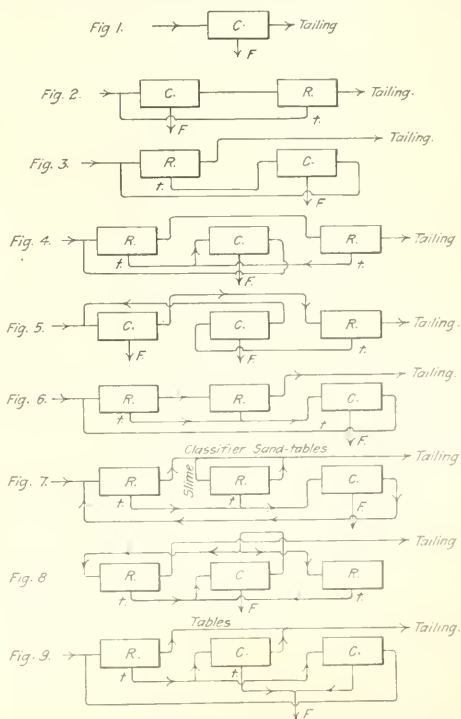 Fig 1. C. Tailing
F
Fig. 2. C. R. Tailing.
F t.
Fig. 3. R. C. Tailing.
t. F
Fig. 4. R. C. R. Tailing
t. F t.
Fig. 5. C. C. R. Tailing
F. F t.
Fig. 6. R. R. C. Tailing.
t t F.
Classifier Sand-tables
Fig. 7. Slime R. R. C. Tailing
t. t. F.
Fig. 8 R. C R. Tailing
t. F t.
Tables
Fig. 9. R. C. C. Tailing.
t. t. F